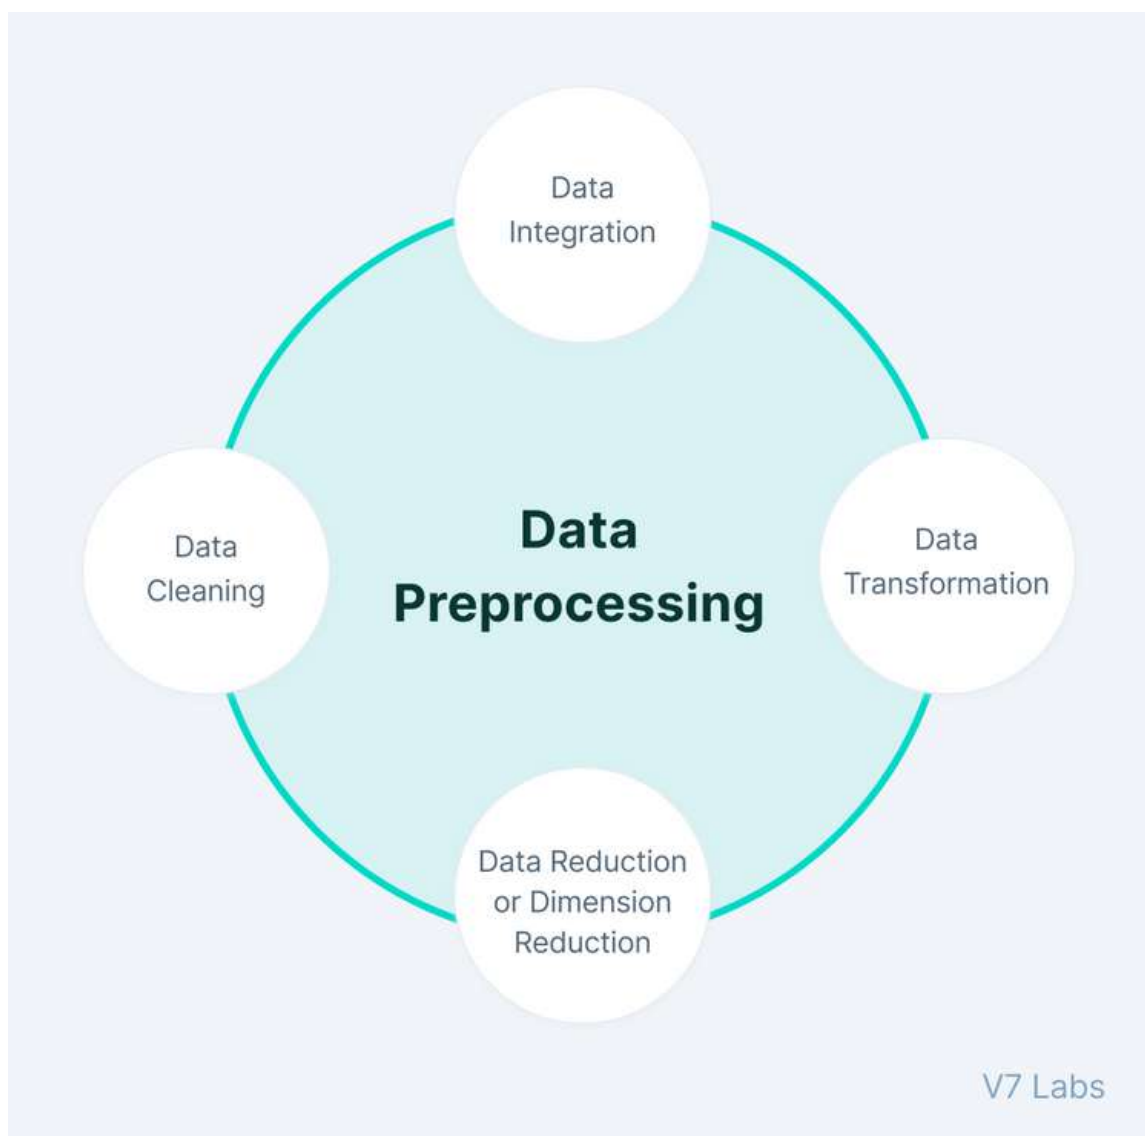 Data
Integration
Data
Cleaning
Data
Preprocessing
Data
Transformation
Data Reduction
or Dimension
Reduction
V7 Labs